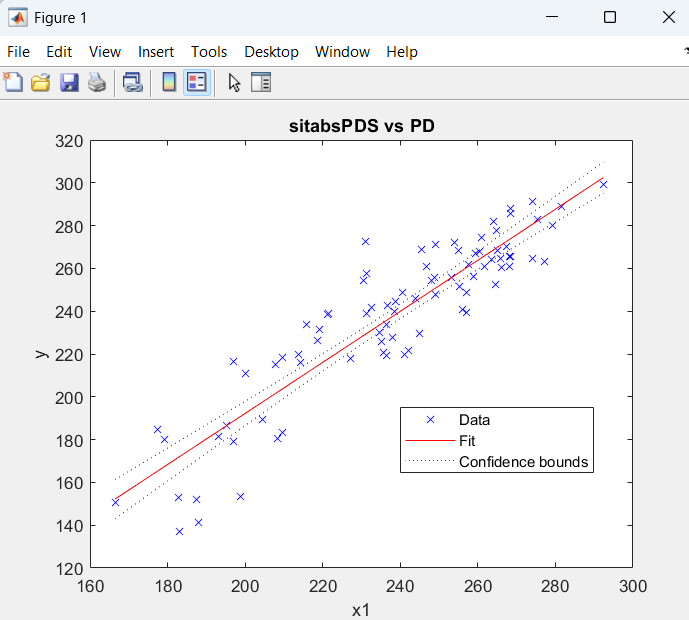 Figure 1
File Edit View Insert Tools Desktop Window Help
sitabsPDS vs PD
320
300
280
260
240
220
200
180
160
140
120
y
Data
Fit
Confidence bounds
160 180 200 220 240 260 280 300
x1